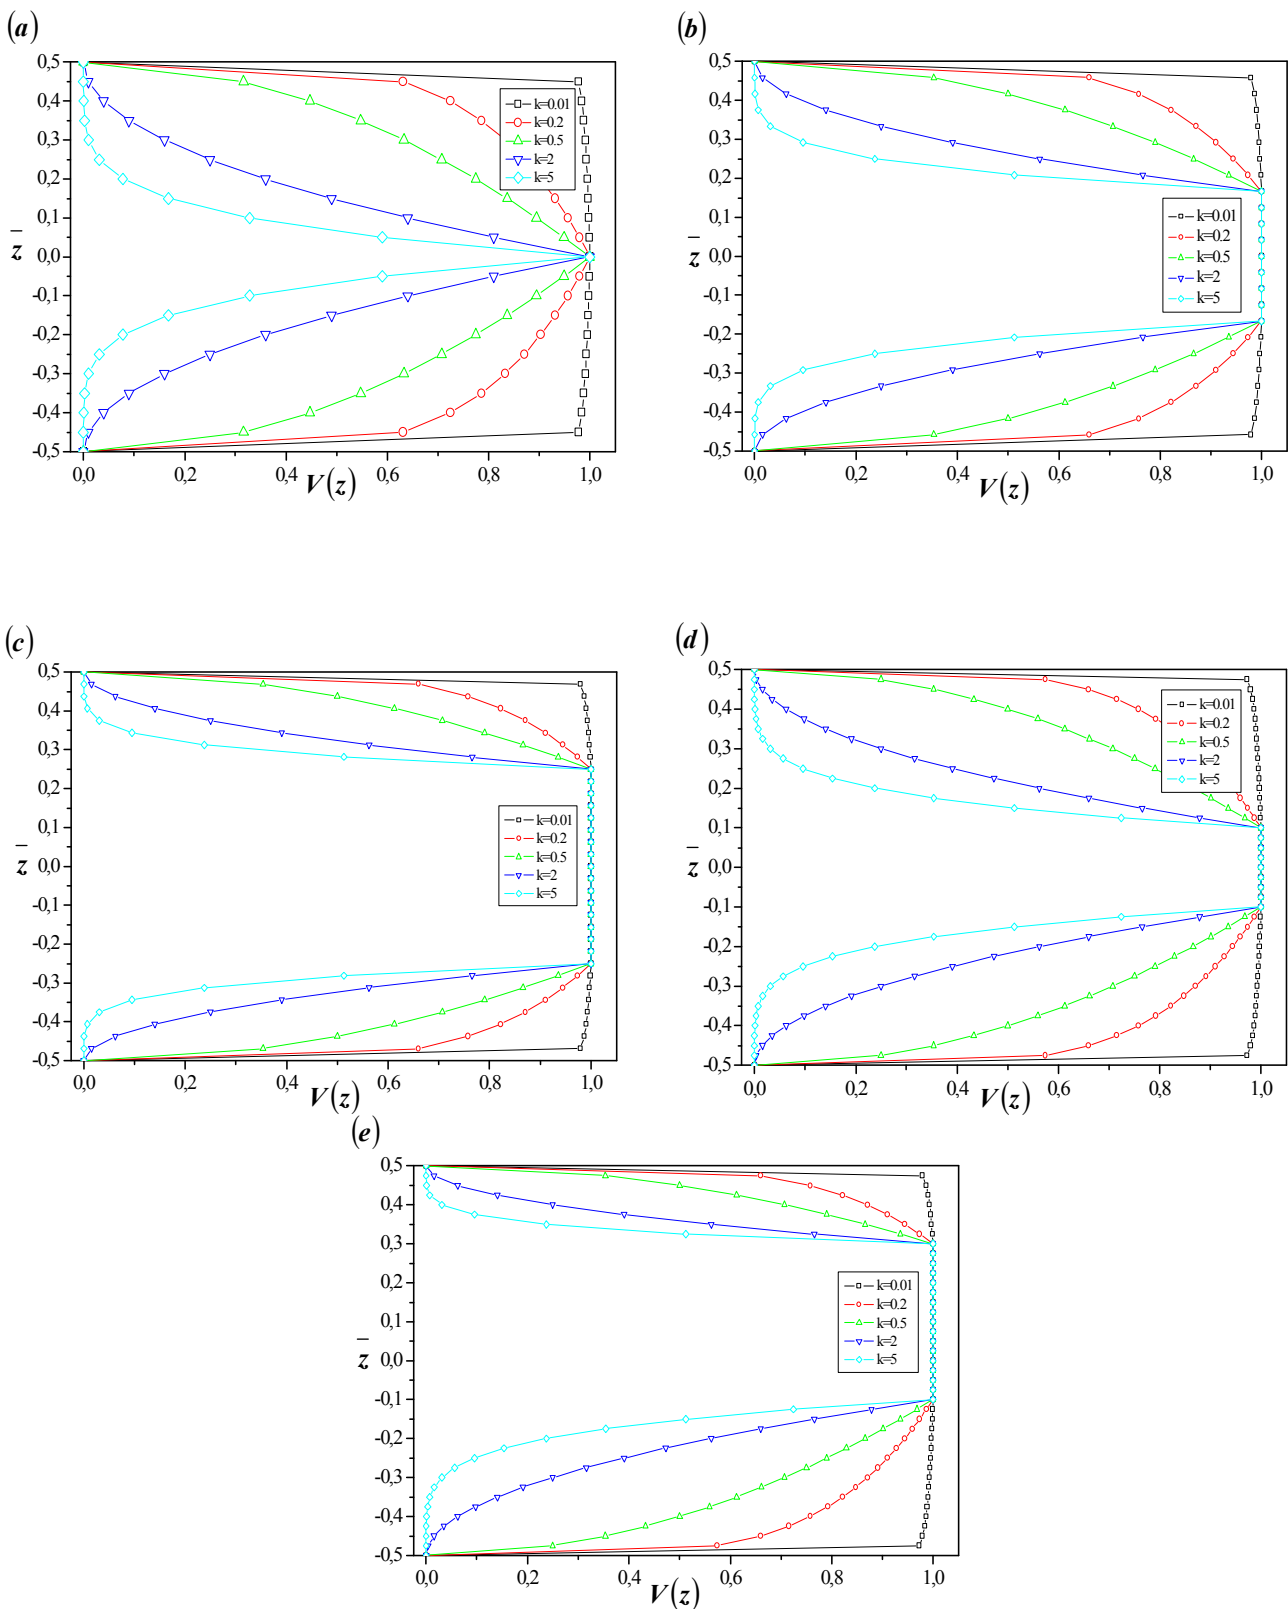 (a)
0,5
0,4
0,3
0,2
0,1
0,0
-0,1
-0,2
-0,3
-0,4
-0,5
z̄
k=0.01
k=0.2
k=0.5
k=2
k=5
0,0 0,2 0,4 0,6 0,8 1,0
V(z)
(b)
0,5
0,4
0,3
0,2
0,1
0,0
-0,1
-0,2
-0,3
-0,4
-0,5
z̄
k=0.01
k=0.2
k=0.5
k=2
k=5
0,0 0,2 0,4 0,6 0,8 1,0
V(z)
(c)
0,5
0,4
0,3
0,2
0,1
0,0
-0,1
-0,2
-0,3
-0,4
-0,5
z̄
k=0.01
k=0.2
k=0.5
k=2
k=5
0,0 0,2 0,4 0,6 0,8 1,0
V(z)
(d)
0,5
0,4
0,3
0,2
0,1
0,0
-0,1
-0,2
-0,3
-0,4
-0,5
z̄
k=0.01
k=0.2
k=0.5
k=2
k=5
0,0 0,2 0,4 0,6 0,8 1,0
V(z)
(e)
0,5
0,4
0,3
0,2
0,1
0,0
-0,1
-0,2
-0,3
-0,4
-0,5
z̄
k=0.01
k=0.2
k=0.5
k=2
k=5
0,0 0,2 0,4 0,6 0,8 1,0
V(z)